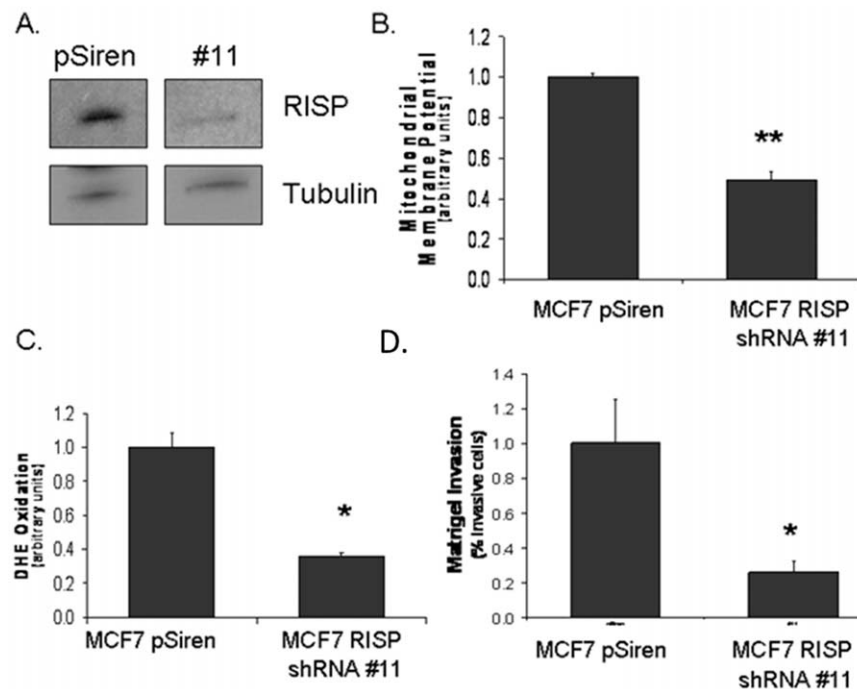 A.
pSiren #11
RISP
Tubulin
B.
Mitochondrial
Membrane Potential
[arbitrary units]
1.2
1.0
0.8
0.6
0.4
0.2
0.0
**
MCF7 pSiren MCF7 RISP
shRNA #11
C.
DHE Oxidation
[arbitrary units]
1.2
1.0
0.8
0.6
0.4
0.2
0.0
*
MCF7 pSiren MCF7 RISP
shRNA #11
D.
Matrigel Invasion
(% Invasive cells)
1.4
1.2
1.0
0.8
0.6
0.4
0.2
0.0
*
MCF7 pSiren MCF7 RISP
shRNA #11